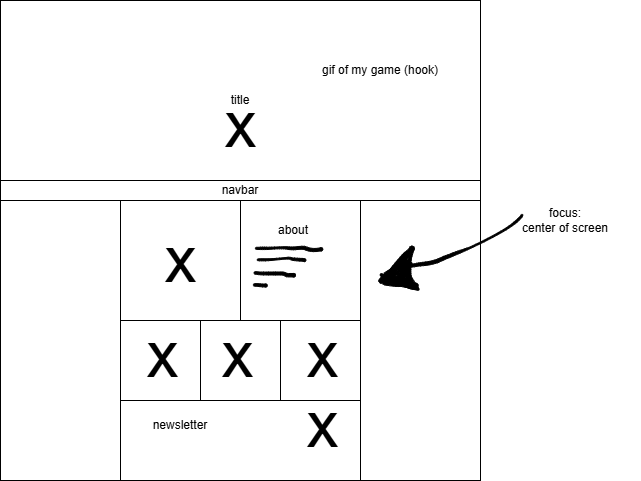 gif of my game (hook)
title
X
navbar
focus:
center of screen
about
X
X
X
X
newsletter
X